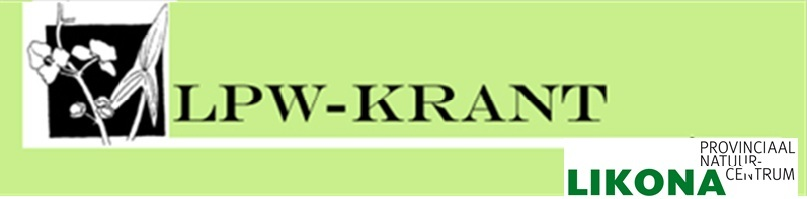 LPW-KRANT
PROVINCIAAL
NATUUR-
CENTRUM
LIKONA